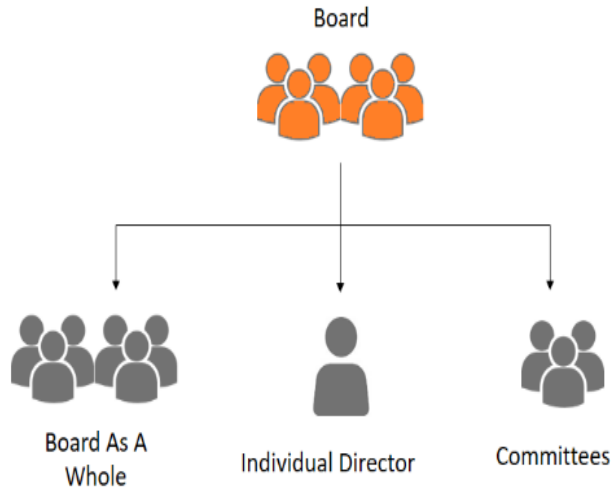 Board
Board As A
Whole
Individual Director
Committees